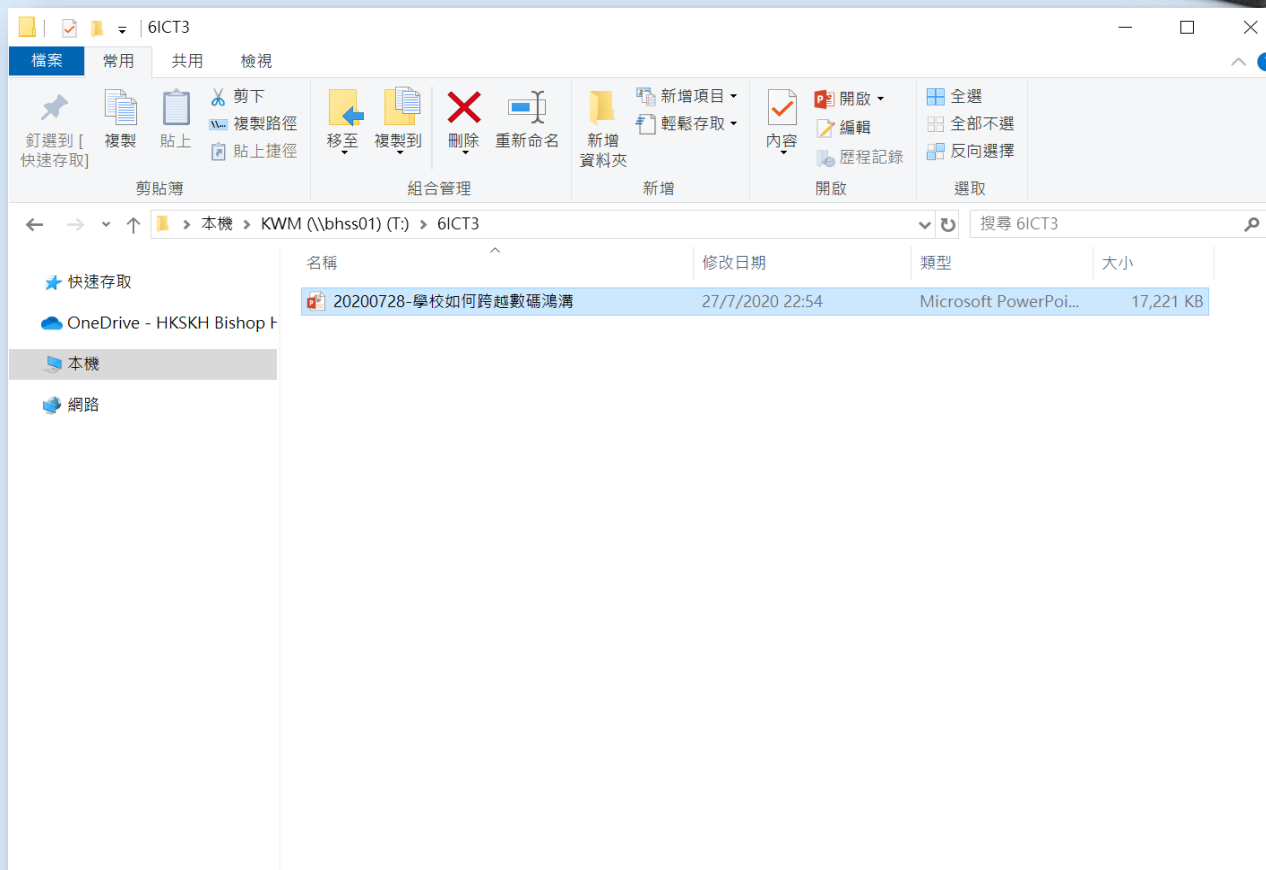 6ICT3
檔案 常用 共用 檢視
釘選到 [
快速存取]
複製
貼上
剪下
複製路徑
貼上捷徑
剪貼簿
移至
複製到
刪除
重新命名
組合管理
新增
資料夾
新增項目
輕鬆存取
新增
內容
開啟
編輯
歷程記錄
開啟
全選
全部不選
反向選擇
選取
本機 KWM (\\bhss01) (T:) 6ICT3
搜尋 6ICT3
快速存取
OneDrive - HKSKH Bishop H
本機
網路
名稱 修改日期 類型 大小
20200728-學校如何跨越數碼鴻溝 27/7/2020 22:54 Microsoft PowerPoi... 17,221 KB